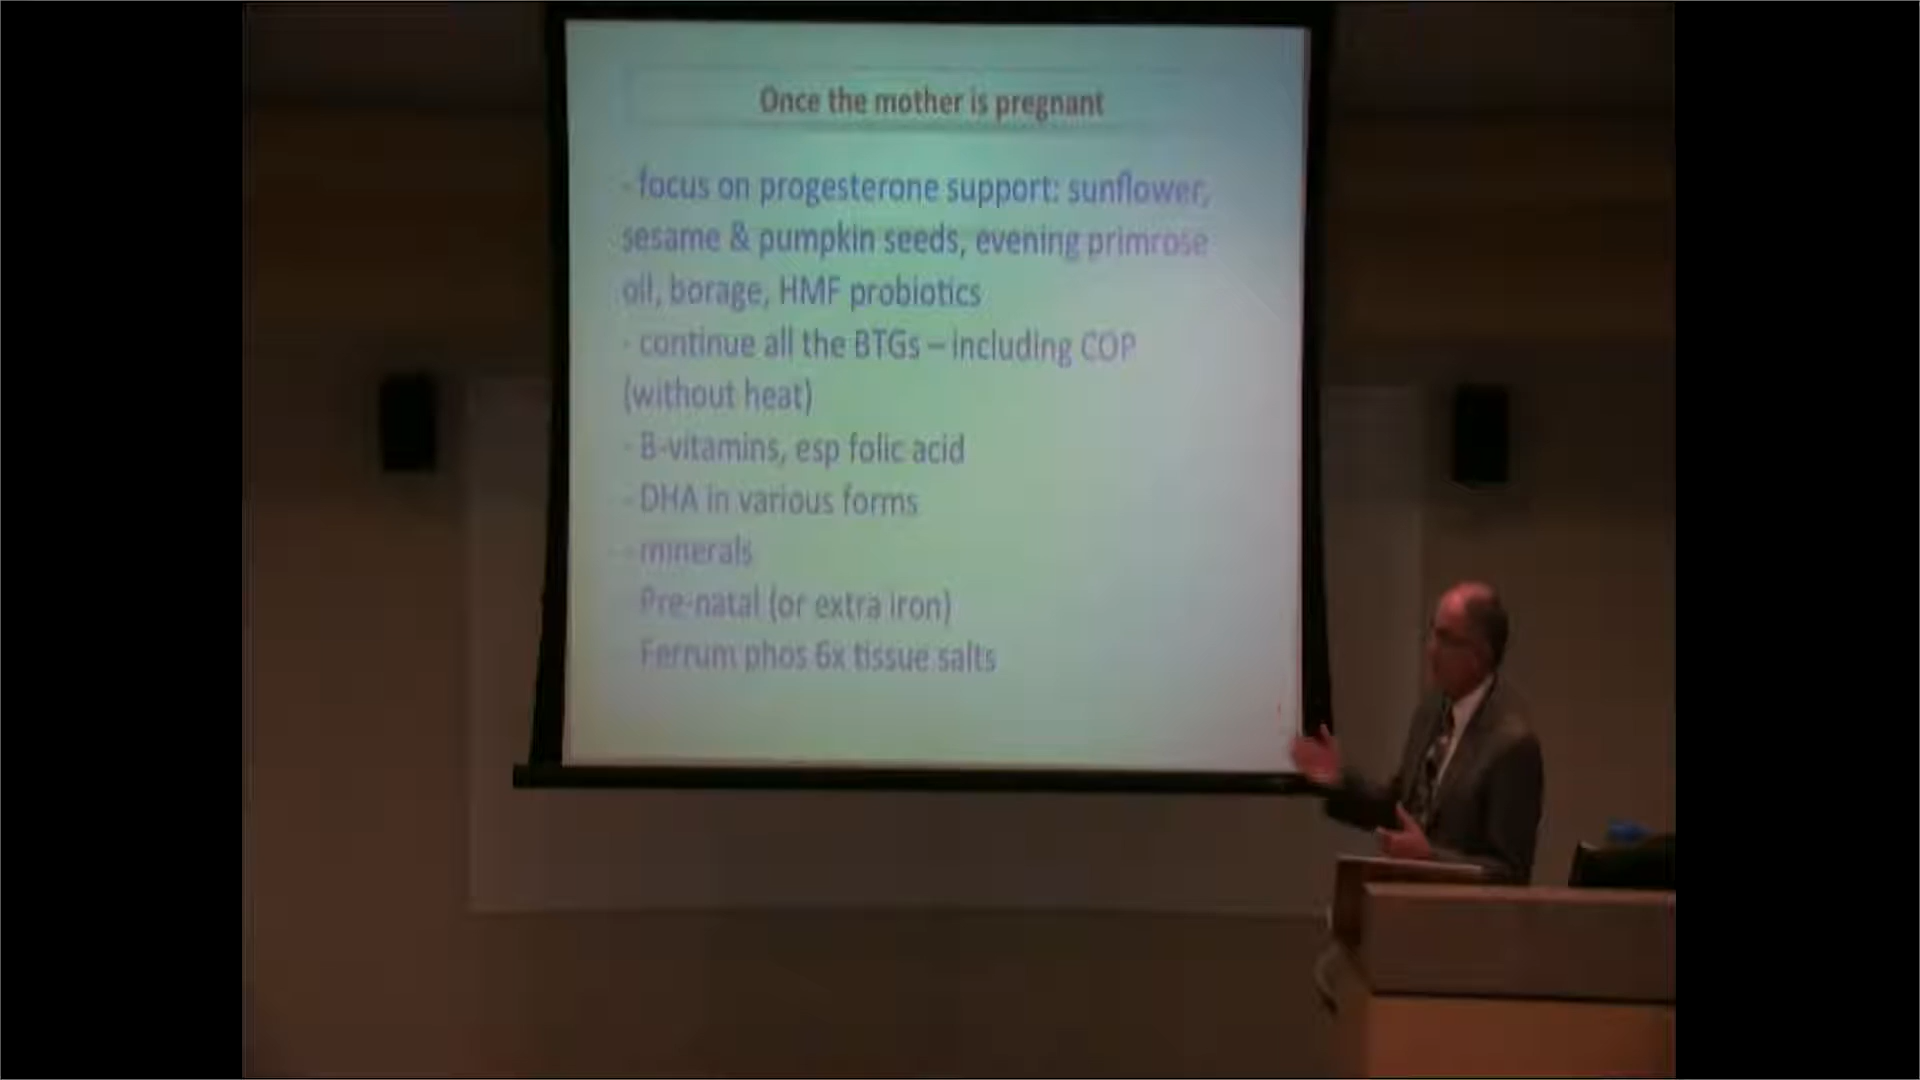 Once the mother is pregnant
- focus on progesterone support: sunflower,
sesame & pumpkin seeds, evening primrose
oil, borage, HMF probiotics
- continue all the BTGs – including COP
(without heat)
- B-vitamins, esp folic acid
- DHA in various forms
- minerals
- Pre-natal (or extra iron)
- Ferrum phos 6x tissue salts